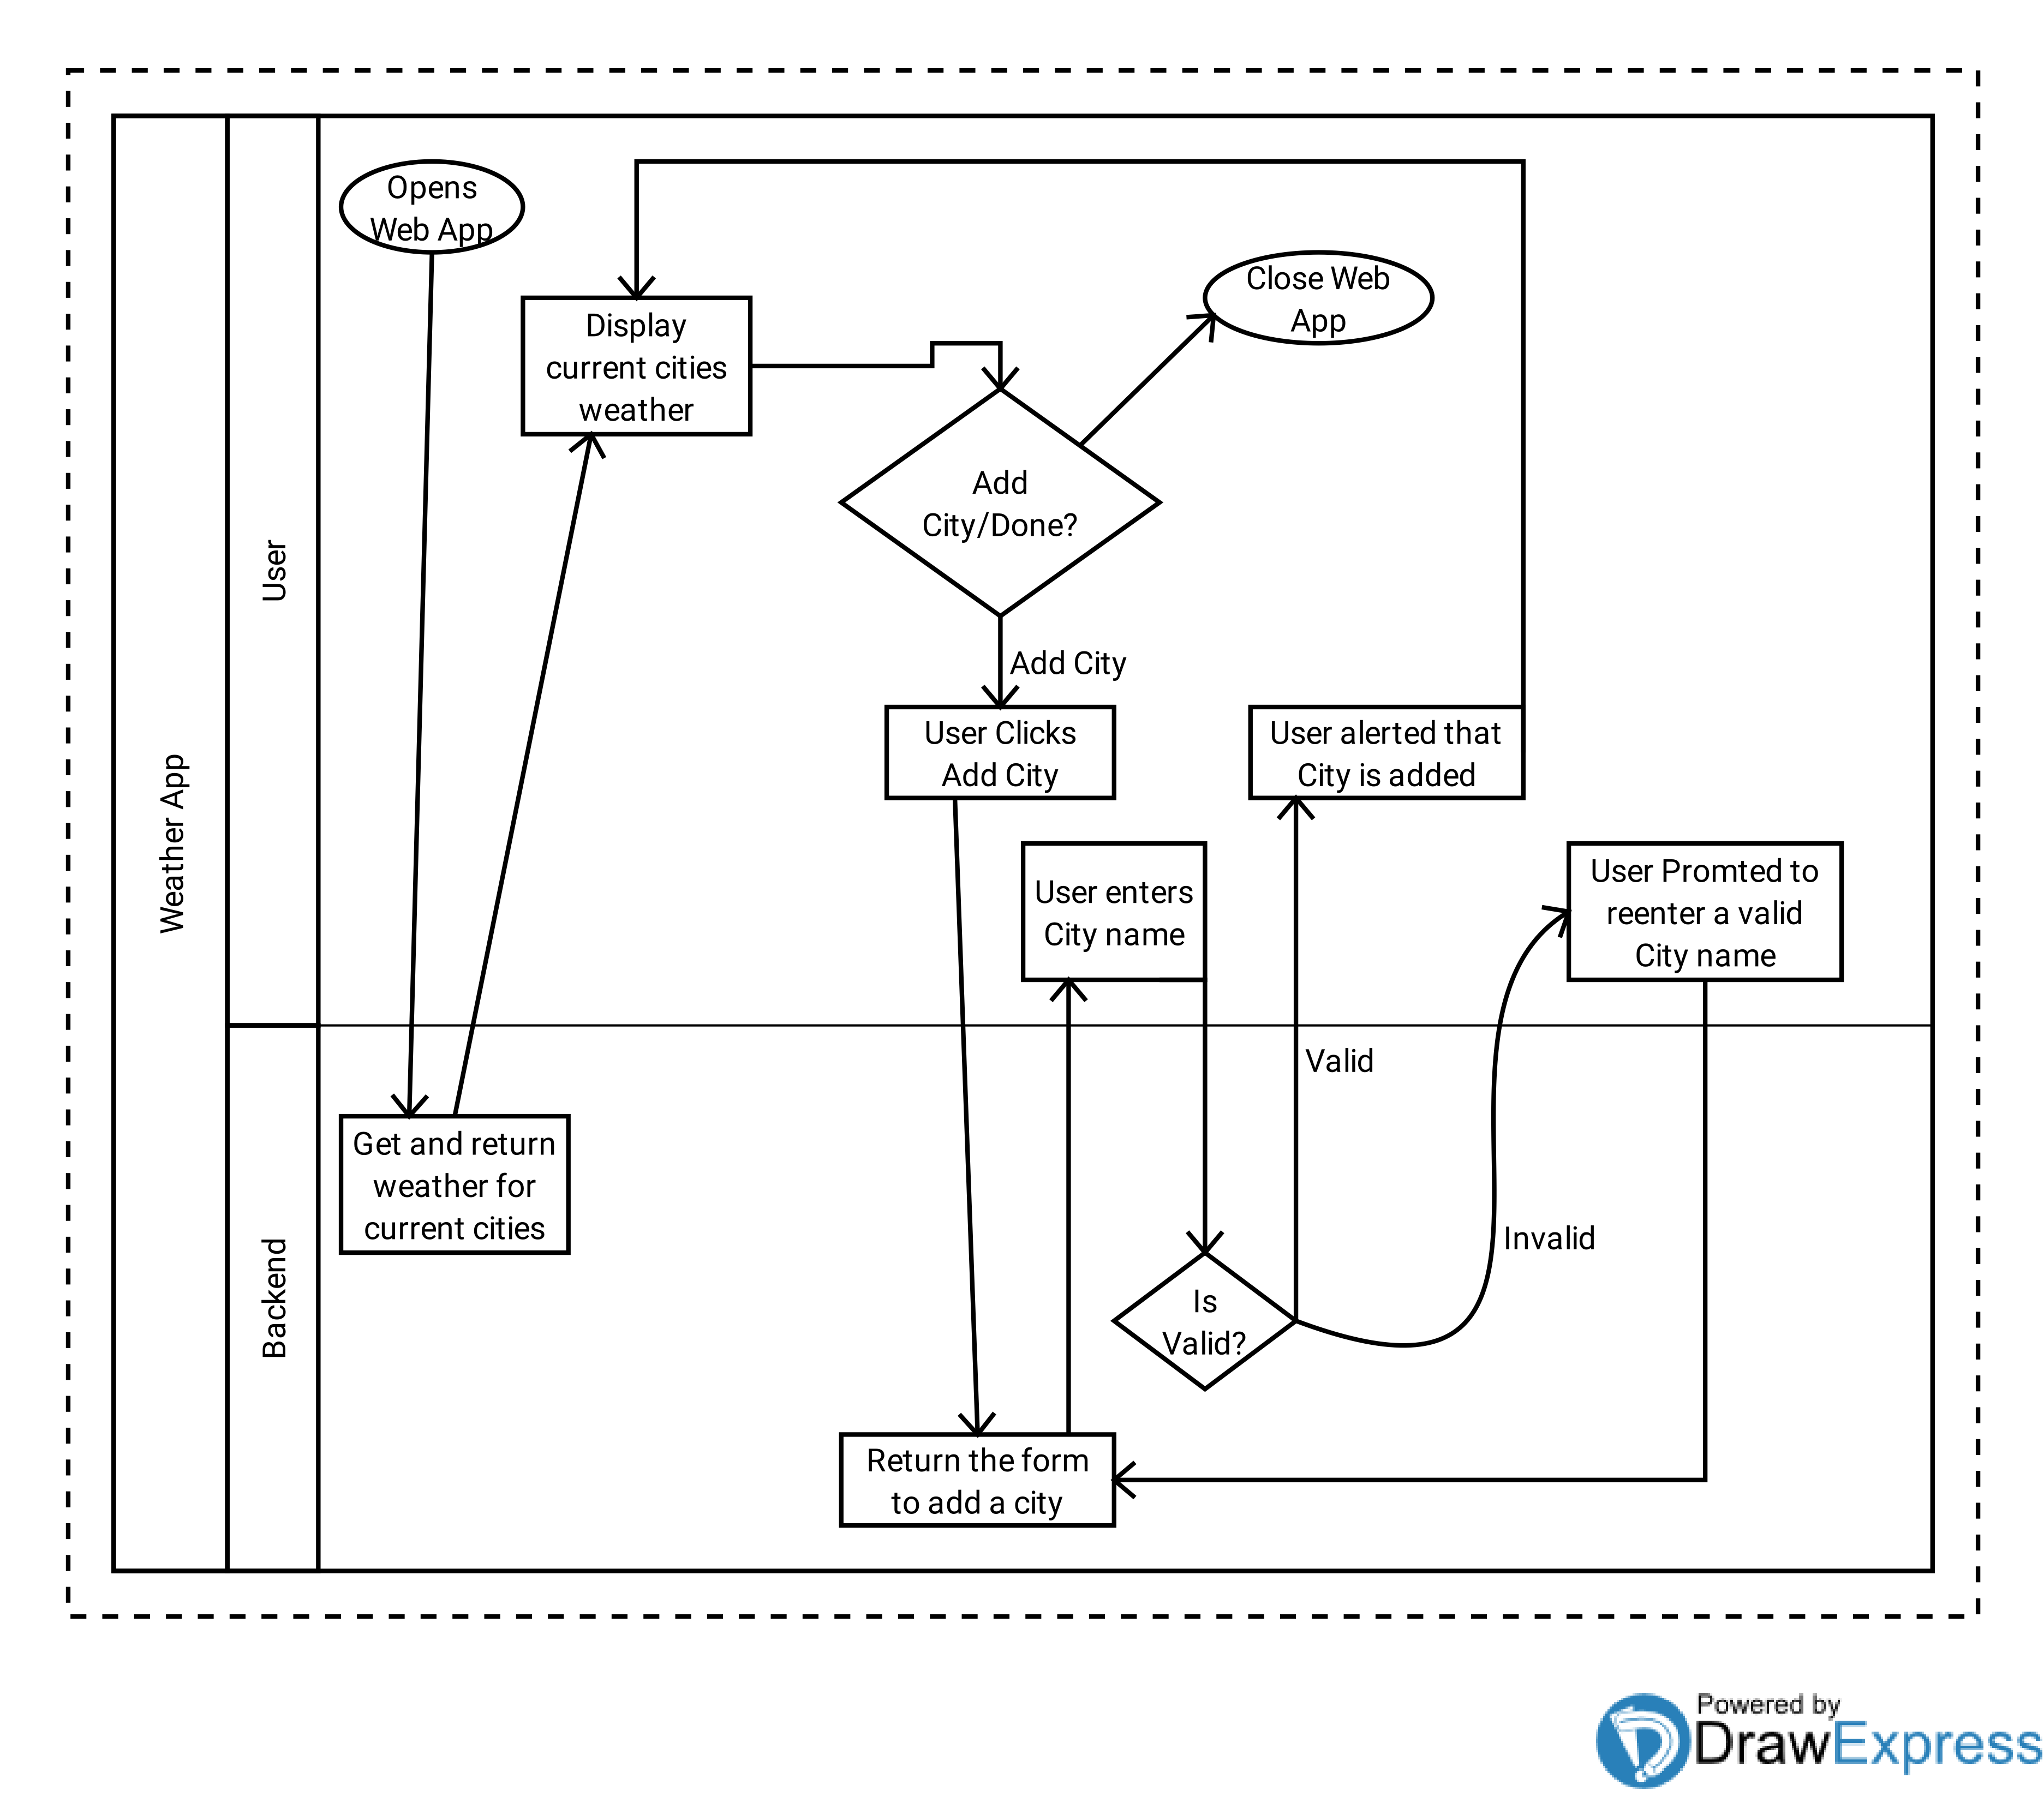 Weather App
User
Backend
Opens
Web App
Display
current cities
weather
Close Web
App
Add
City/Done?
Add City
User Clicks
Add City
User alerted that
City is added
User enters
City name
User Promted to
reenter a valid
City name
Valid
Get and return
weather for
current cities
Invalid
Is
Valid?
Return the form
to add a city
Powered by
DrawExpress